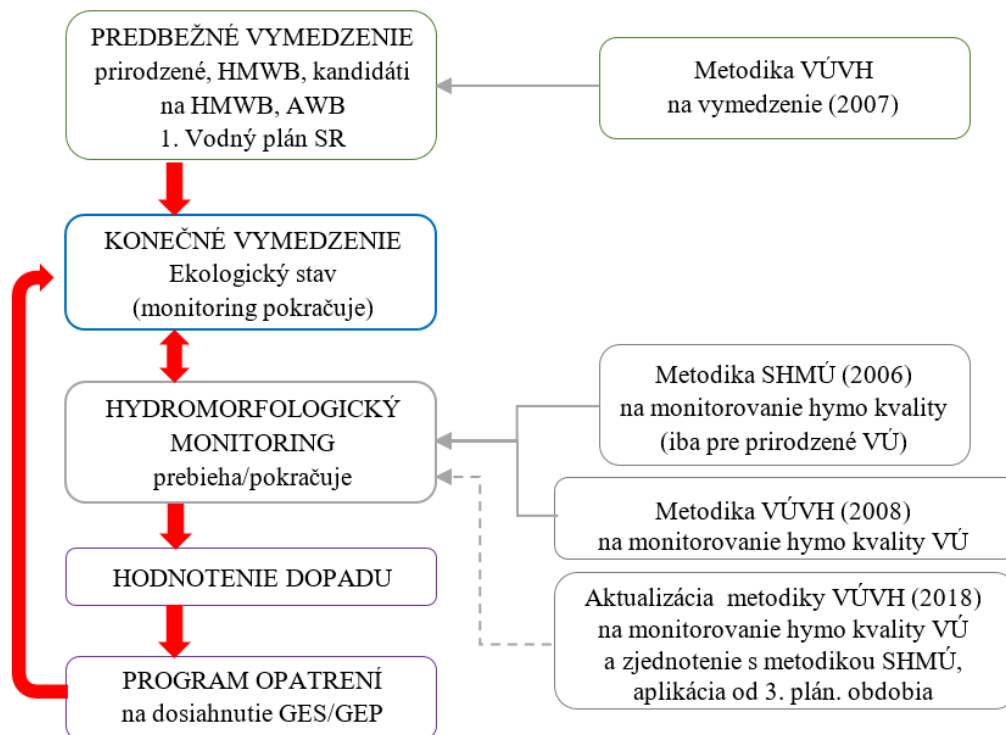 PREDBEŽNÉ VYMEDZENIE
prirodzené, HMWB, kandidáti
na HMWB, AWB
1. Vodný plán SR
Metodika VÚVH
na vymedzenie (2007)
KONEČNÉ VYMEDZENIE
Ekologický stav
(monitoring pokračuje)
HYDROMORFOLOGICKÝ
MONITORING
prebieha/pokračuje
Metodika SHMÚ (2006)
na monitorovanie hymo kvality
(iba pre prirodzené VÚ)
Metodika VÚVH (2008)
na monitorovanie hymo kvality VÚ
HODNOTENIE DOPADU
Aktualizácia metodiky VÚVH (2018)
na monitorovanie hymo kvality VÚ
a zjednotenie s metodikou SHMÚ,
aplikácia od 3. plán. obdobia
PROGRAM OPATRENÍ
na dosiahnutie GES/GEP